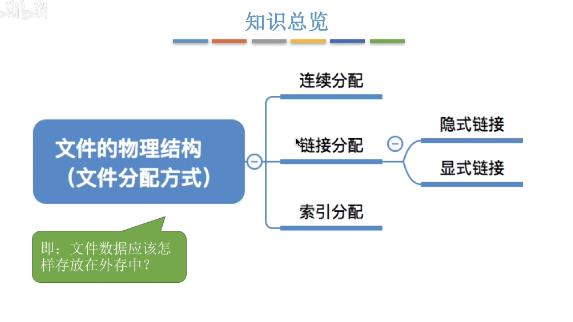 知识总览
连续分配
文件的物理结构
（文件分配方式）
链接分配
隐式链接
显式链接
索引分配
即：文件数据应该怎
样存放在外存中？